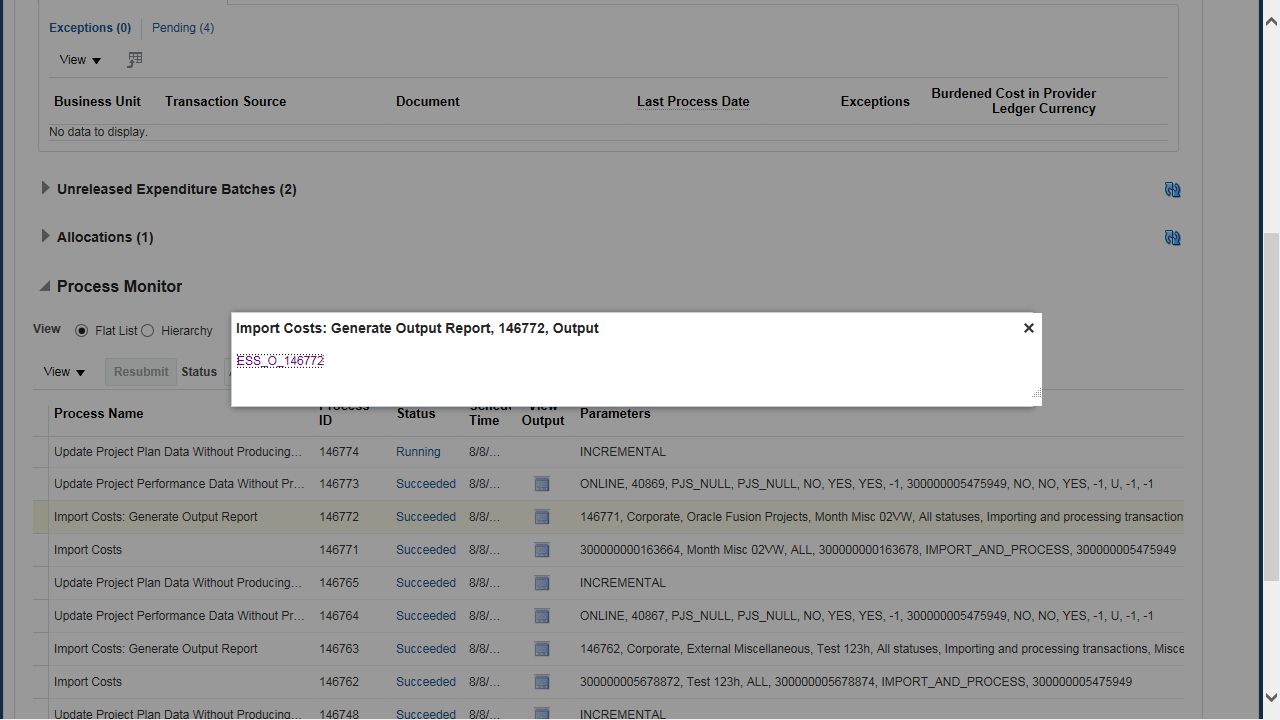 Exceptions (0) Pending (4)
View
Business Unit Transaction Source Document Last Process Date Exceptions Burdened Cost in Provider
Ledger Currency
No data to display.
Unreleased Expenditure Batches (2)
Allocations (1)
Process Monitor
View Flat List Hierarchy
Import Costs: Generate Output Report, 146772, Output
ESS_O_146772
View Resubmit Status
Process Name Process ID Status Time View Output Parameters
Update Project Plan Data Without Producing... 146774 Running 8/8/... INCREMENTAL
Update Project Performance Data Without Pr... 146773 Succeeded 8/8/... ONLINE, 40869, PJS_NULL, PJS_NULL, NO, YES, YES, -1, 300000005475949, NO, NO, YES, -1, U, -1, -1
Import Costs: Generate Output Report 146772 Succeeded 8/8/... 146771, Corporate, Oracle Fusion Projects, Month Misc 02VW, All statuses, Importing and processing transaction
Import Costs 146771 Succeeded 8/8/... 300000000163664, Month Misc 02VW, ALL, 300000000163678, IMPORT_AND_PROCESS, 300000005475949
Update Project Plan Data Without Producing... 146765 Succeeded 8/8/... INCREMENTAL
Update Project Performance Data Without Pr... 146764 Succeeded 8/8/... ONLINE, 40867, PJS_NULL, PJS_NULL, NO, YES, YES, -1, 300000005475949, NO, NO, YES, -1, U, -1, -1
Import Costs: Generate Output Report 146763 Succeeded 8/8/... 146762, Corporate, External Miscellaneous, Test 123h, All statuses, Importing and processing transactions, Misce
Import Costs 146762 Succeeded 8/8/... 300000005678872, Test 123h, ALL, 300000005678874, IMPORT_AND_PROCESS, 300000005475949
Update Project Plan Data Without Producing... 146748 Succeeded 8/8/... INCREMENTAL